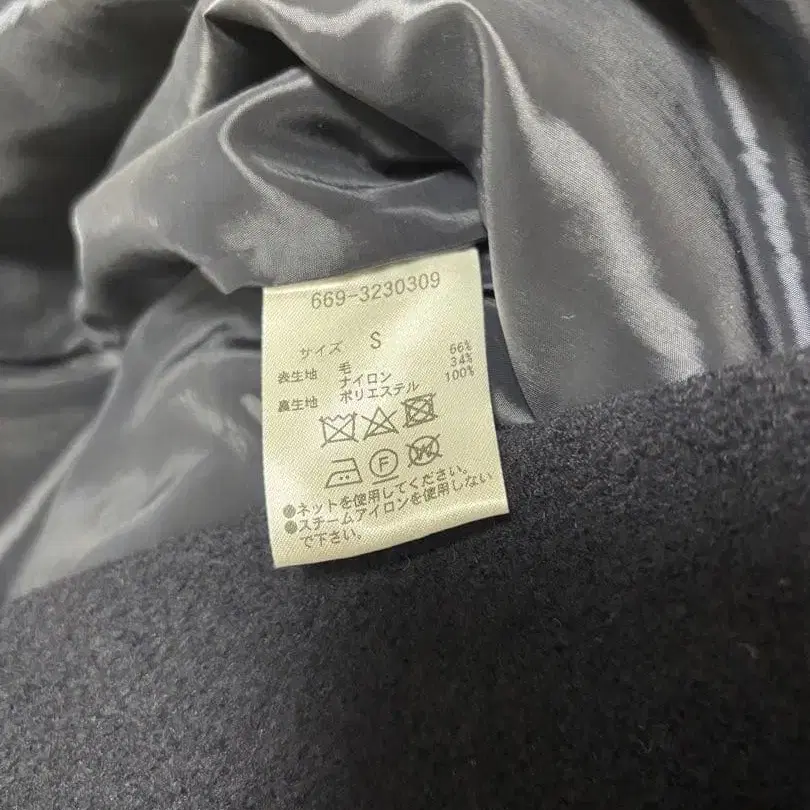 669-3230309
サイズ S
表生地 毛 66%
ナイロン 34%
裏生地 ポリエステル 100%
F W
●ネットを使用してください。
●スチームアイロンを使用しない
で下さい。